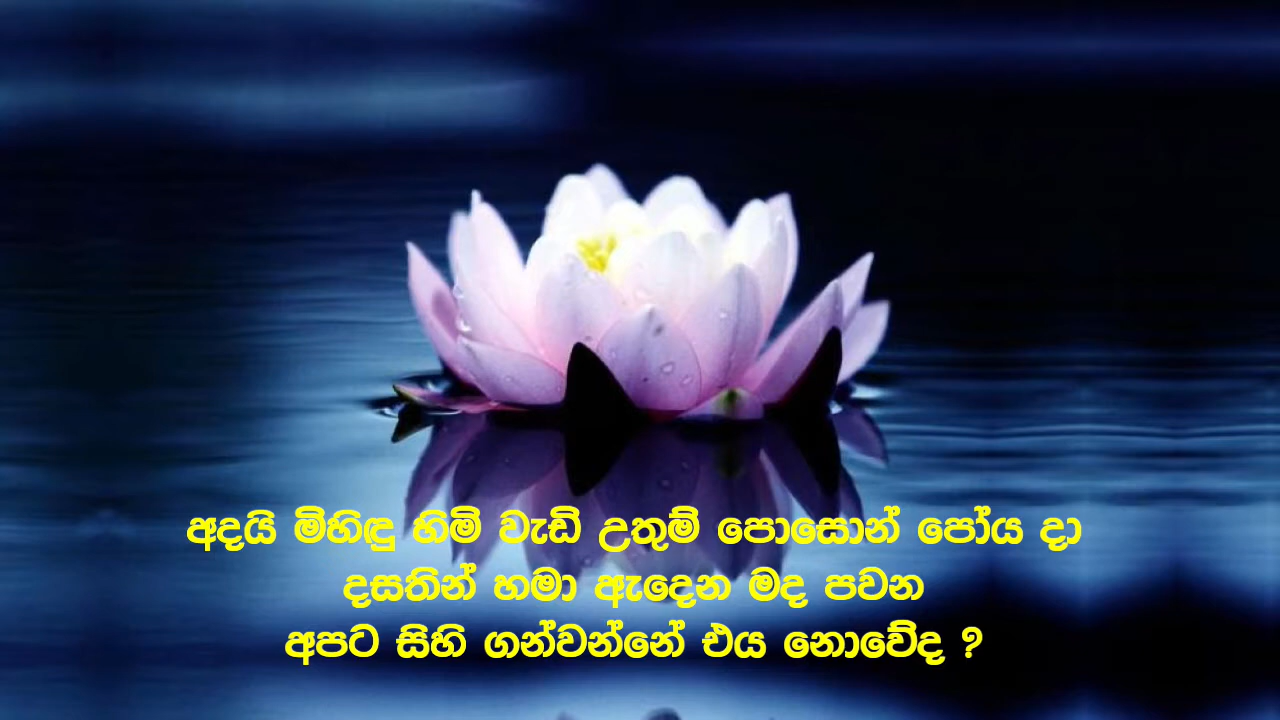 අදයි මිහිඳු හිමි වැඩි උතුම් පොසොන් පෝය දා
දසතින් හමා ඇදෙන මද පවන
අපට සිහි ගන්වන්නේ එය නොවේද ?